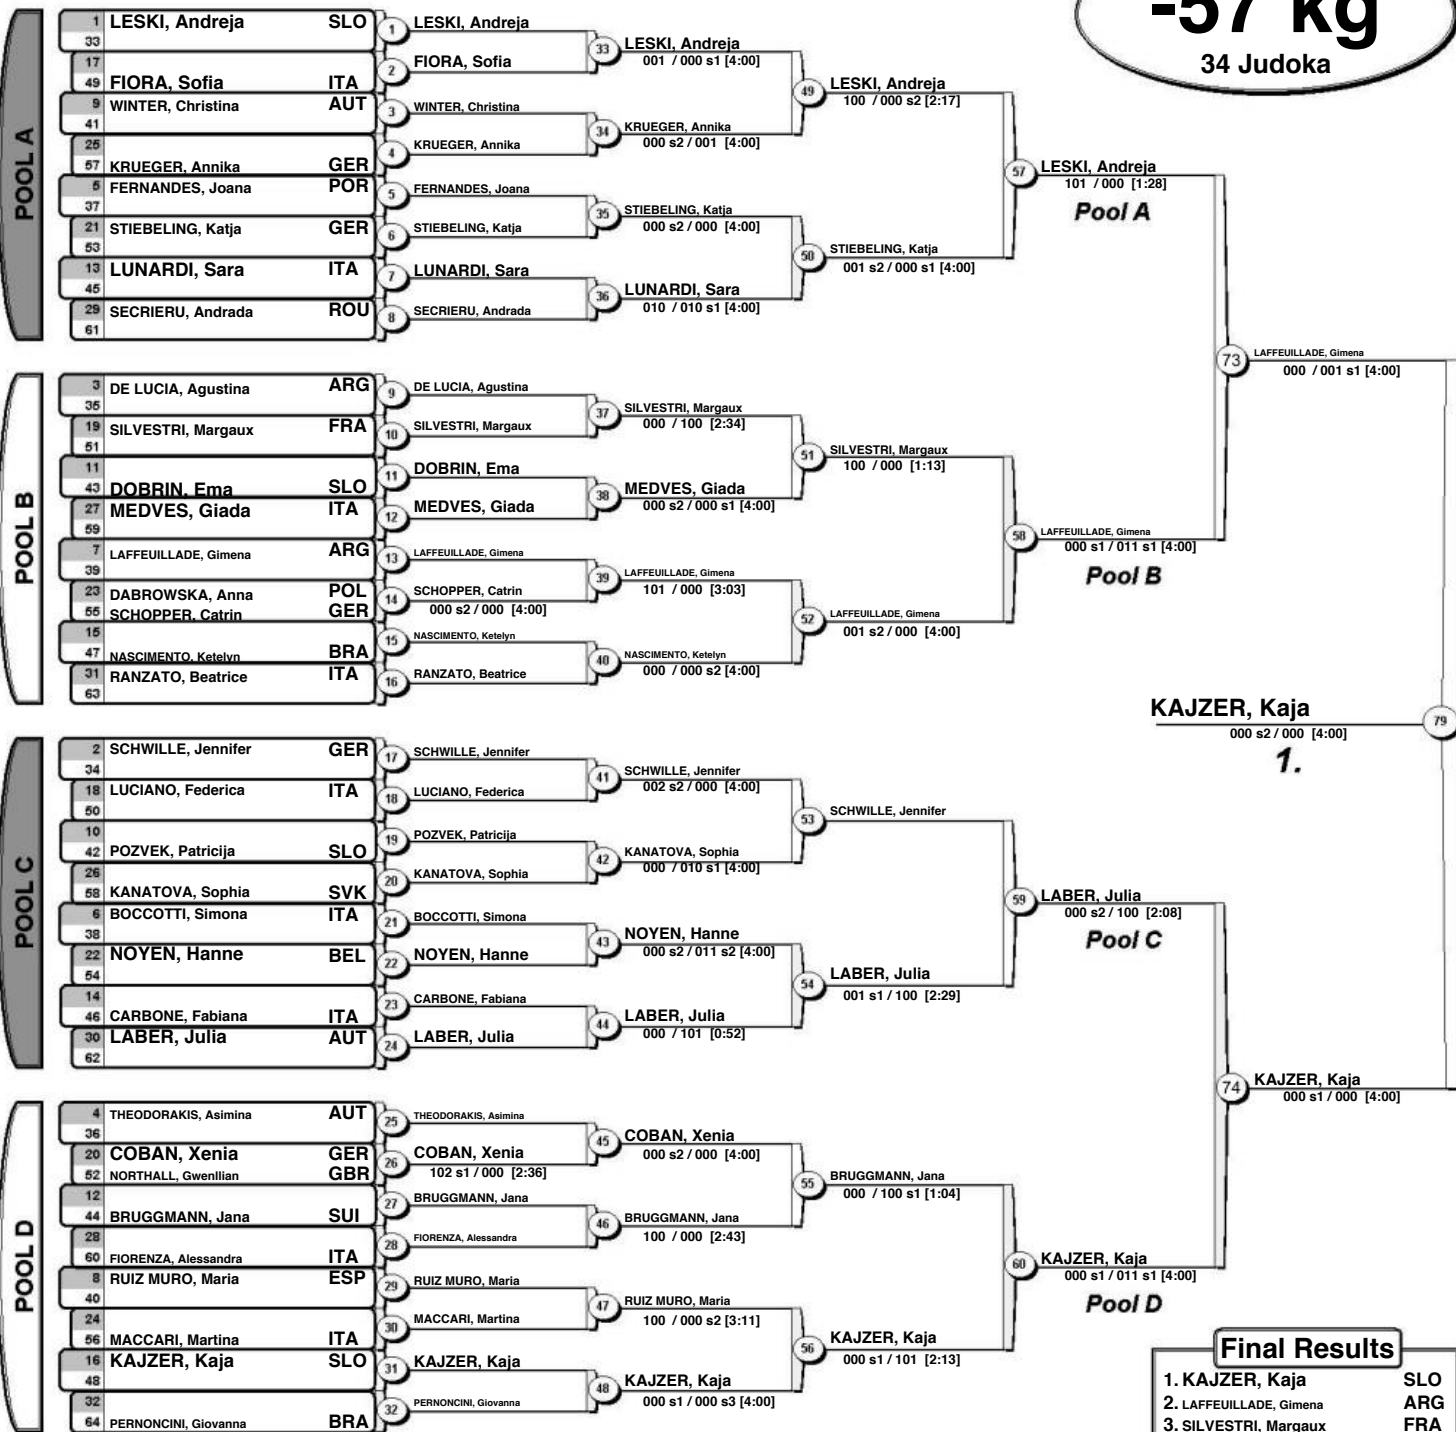 -57 kg
34 Judoka
POOL A
1 LESKI, Andreja SLO
33
17
49 FIORA, Sofia ITA
9 WINTER, Christina AUT
41
25
57 KRUEGER, Annika GER
5 FERNANDES, Joana POR
37
21 STIEBELING, Katja GER
53
13 LUNARDI, Sara ITA
45
29 SECRIERU, Andrada ROU
61
1 LESKI, Andreja
2 FIORA, Sofia
3 WINTER, Christina
4 KRUEGER, Annika
5 FERNANDES, Joana
6 STIEBELING, Katja
7 LUNARDI, Sara
8 SECRIERU, Andrada
33 LESKI, Andreja
001 / 000 s1 [4:00]
34 KRUEGER, Annika
000 s2 / 001 [4:00]
35 STIEBELING, Katja
000 s2 / 000 [4:00]
36 LUNARDI, Sara
010 / 010 s1 [4:00]
49 LESKI, Andreja
100 / 000 s2 [2:17]
50 STIEBELING, Katja
001 s2 / 000 s1 [4:00]
57 LESKI, Andreja
101 / 000 [1:28]
Pool A
POOL B
3 DE LUCIA, Agustina ARG
35
19 SILVESTRI, Margaux FRA
51
11
43 DOBRIN, Ema SLO
27 MEDVES, Giada ITA
59
7 LAFFEUILLADE, Gimena ARG
39
23 DABROWSKA, Anna POL
55 SCHOPPER, Catrin GER
15
47 NASCIMENTO, Ketelyn BRA
31 RANZATO, Beatrice ITA
63
9 DE LUCIA, Agustina
10 SILVESTRI, Margaux
11 DOBRIN, Ema
12 MEDVES, Giada
13 LAFFEUILLADE, Gimena
14 SCHOPPER, Catrin
000 s2 / 000 [4:00]
15 NASCIMENTO, Ketelyn
16 RANZATO, Beatrice
37 SILVESTRI, Margaux
000 / 100 [2:34]
38 MEDVES, Giada
000 s2 / 000 s1 [4:00]
39 LAFFEUILLADE, Gimena
101 / 000 [3:03]
40 NASCIMENTO, Ketelyn
000 / 000 s2 [4:00]
51 SILVESTRI, Margaux
100 / 000 [1:13]
52 LAFFEUILLADE, Gimena
001 s2 / 000 [4:00]
58 LAFFEUILLADE, Gimena
000 s1 / 011 s1 [4:00]
Pool B
73 LAFFEUILLADE, Gimena
000 / 001 s1 [4:00]
KAJZER, Kaja 79
000 s2 / 000 [4:00]
1.
POOL C
2 SCHWILLE, Jennifer GER
34
18 LUCIANO, Federica ITA
50
10
42 POZVEK, Patricija SLO
26
58 KANATOVA, Sophia SVK
6 BOCCOTTI, Simona ITA
38
22 NOYEN, Hanne BEL
54
14
46 CARBONE, Fabiana ITA
30 LABER, Julia AUT
62
17 SCHWILLE, Jennifer
18 LUCIANO, Federica
19 POZVEK, Patricija
20 KANATOVA, Sophia
21 BOCCOTTI, Simona
22 NOYEN, Hanne
23 CARBONE, Fabiana
24 LABER, Julia
41 SCHWILLE, Jennifer
002 s2 / 000 [4:00]
42 KANATOVA, Sophia
000 / 010 s1 [4:00]
43 NOYEN, Hanne
000 s2 / 011 s2 [4:00]
44 LABER, Julia
000 / 101 [0:52]
53 SCHWILLE, Jennifer
54 LABER, Julia
001 s1 / 100 [2:29]
59 LABER, Julia
000 s2 / 100 [2:08]
Pool C
74 KAJZER, Kaja
000 s1 / 000 [4:00]
POOL D
4 THEODORAKIS, Asimina AUT
36
20 COBAN, Xenia GER
52 NORTHALL, Gwenllian GBR
12
44 BRUGGMANN, Jana SUI
28
60 FIORENZA, Alessandra ITA
8 RUIZ MURO, Maria ESP
40
24
56 MACCARI, Martina ITA
16 KAJZER, Kaja SLO
48
32
64 PERNONCINI, Giovanna BRA
25 THEODORAKIS, Asimina
26 COBAN, Xenia
102 s1 / 000 [2:36]
27 BRUGGMANN, Jana
28 FIORENZA, Alessandra
29 RUIZ MURO, Maria
30 MACCARI, Martina
31 KAJZER, Kaja
32 PERNONCINI, Giovanna
45 COBAN, Xenia
000 s2 / 000 [4:00]
46 BRUGGMANN, Jana
100 / 000 [2:43]
47 RUIZ MURO, Maria
100 / 000 s2 [3:11]
48 KAJZER, Kaja
000 s1 / 000 s3 [4:00]
55 BRUGGMANN, Jana
000 / 100 s1 [1:04]
56 KAJZER, Kaja
000 s1 / 101 [2:13]
60 KAJZER, Kaja
000 s1 / 011 s1 [4:00]
Pool D
Final Results
1. KAJZER, Kaja SLO
2. LAFFEUILLADE, Gimena ARG
3. SILVESTRI, Margaux FRA